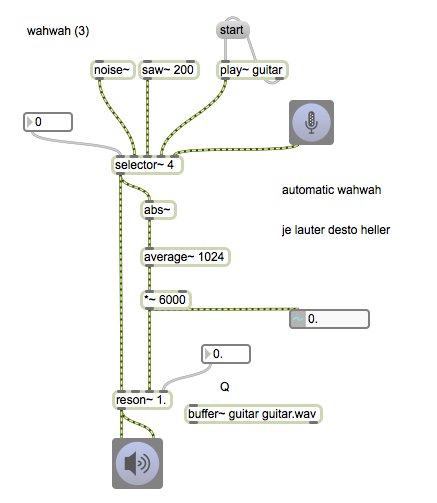 wahwah (3)
start
noise~
saw~ 200
play~ guitar
0
selector~ 4
automatic wahwah
abs~
je lauter desto heller
average~ 1024
*~ 6000
~ 0.
0.
Q
reson~ 1.
buffer~ guitar guitar.wav